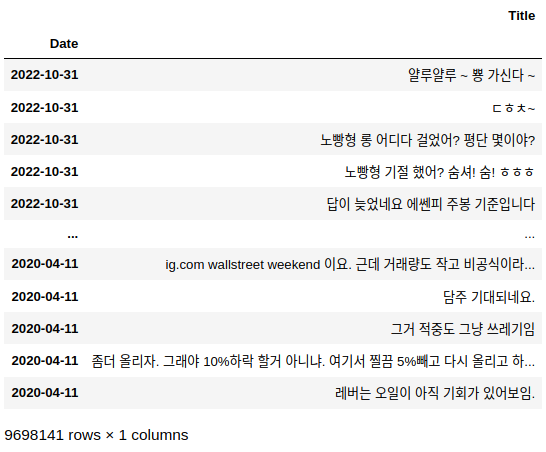 Title
Date
2022-10-31 얄루얄루 ~ 뿅 가신다 ~
2022-10-31 ㄷㅎㅊ~
2022-10-31 노빵형 롱 어디다 걸었어? 평단 몇이야?
2022-10-31 노빵형 기절 했어? 숨셔! 숨! ㅎㅎㅎ
2022-10-31 답이 늦었네요 에쎈피 주봉 기준입니다
... ...
2020-04-11 ig.com wallstreet weekend 이요. 근데 거래량도 작고 비공식이라...
2020-04-11 담주 기대되네요.
2020-04-11 그거 적중도 그냥 쓰레기임
2020-04-11 좀더 올리자. 그래야 10%하락 할거 아니냐. 여기서 찔끔 5%빼고 다시 올리고 하...
2020-04-11 레버는 오일이 아직 기회가 있어보임.
9698141 rows × 1 columns